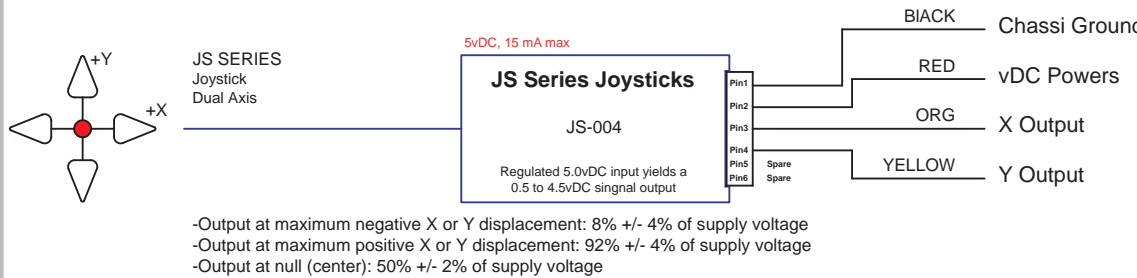 +Y
+X
JS SERIES
Joystick
Dual Axis
5vDC, 15 mA max
JS Series Joysticks
JS-004
Regulated 5.0vDC input yields a
0.5 to 4.5vDC singnal output
Pin1
Pin2
Pin3
Pin4
Pin5 Spare
Pin6 Spare
BlACK Chassi Ground
RED vDC Powers
ORG X Output
YELLOW Y Output
-Output at maximum negative X or Y displacement: 8% +/- 4% of supply voltage
-Output at maximum positive X or Y displacement: 92% +/- 4% of supply voltage
-Output at null (center): 50% +/- 2% of supply voltage